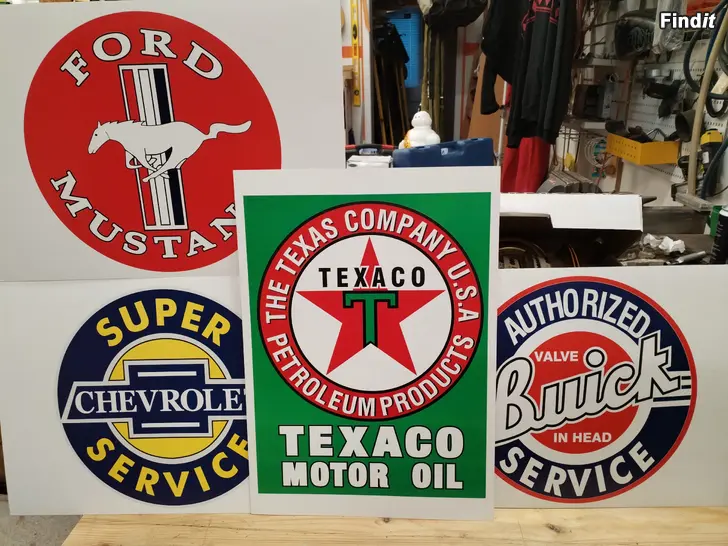 Findit
FORD
MUSTAN
SUPER
CHEVROLE
SERVICE
THE TEXAS COMPANY U.S.A
TEXACO
T
PETROLEUM PRODUCTS
TEXACO
MOTOR OIL
AUTHORIZED
VALVE
Buick
IN HEAD
SERVICE